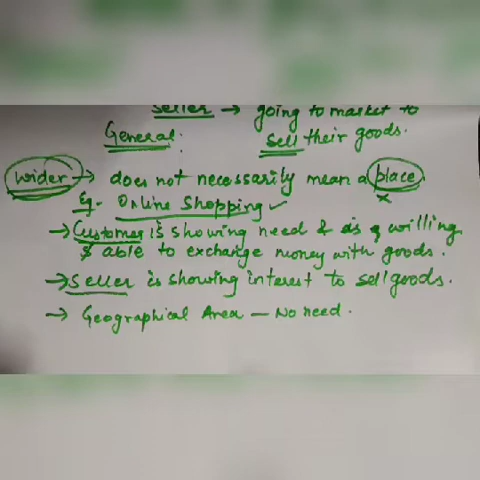 Seller → going to market to
General: Sell their goods.
wider → does not necessarily mean a place
Eg. Online Shopping ✓ ×
→ Customer is showing need & is willing
& able to exchange money with goods.
→ Seller is showing interest to sell goods.
→ Geographical Area — No need.